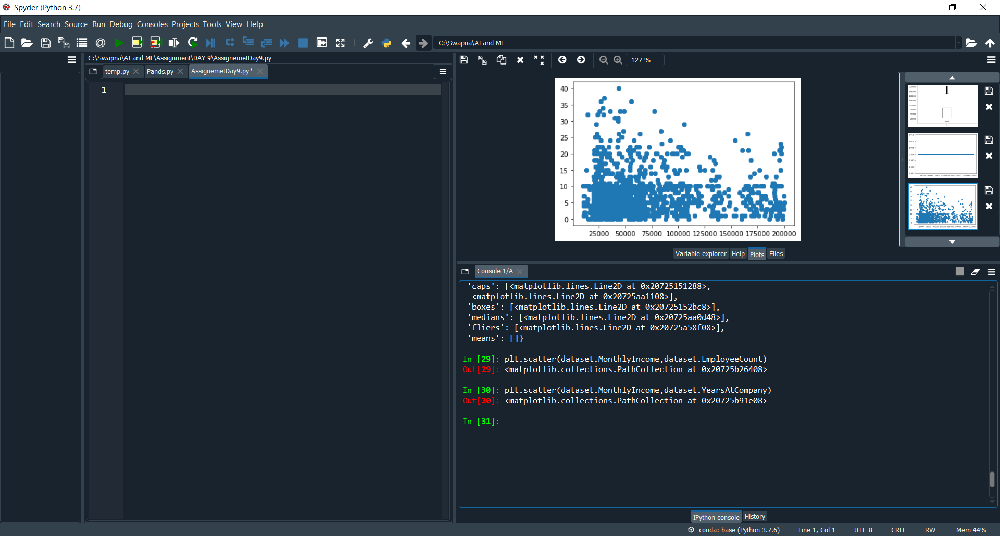 Spyder (Python 3.7)
File Edit Search Source Run Debug Consoles Projects Tools View Help
C:\Swapna\AI and ML
C:\Swapna\AI and ML\Assignment\DAY 9\AssignemetDay9.py
temp.py Pands.py AssignemetDay9.py*
1
127 %
40
35
30
25
20
15
10
5
0
25000 50000 75000 100000 125000 150000 175000 200000
Variable explorer Help Plots Files
Console 1/A
'caps': [<matplotlib.lines.Line2D at 0x20725151288>,
<matplotlib.lines.Line2D at 0x20725aa1108>],
'boxes': [<matplotlib.lines.Line2D at 0x20725152bc8>],
'medians': [<matplotlib.lines.Line2D at 0x20725aa0d48>],
'fliers': [<matplotlib.lines.Line2D at 0x20725a58f08>],
'means': []}
In [29]: plt.scatter(dataset.MonthlyIncome,dataset.EmployeeCount)
Out[29]: <matplotlib.collections.PathCollection at 0x20725b26408>
In [30]: plt.scatter(dataset.MonthlyIncome,dataset.YearsAtCompany)
Out[30]: <matplotlib.collections.PathCollection at 0x20725b91e08>
In [31]:
IPython console History
conda: base (Python 3.7.6) Line 1, Col 1 UTF-8 CRLF RW Mem 44%